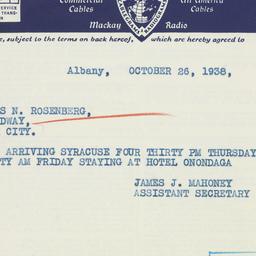 SERVICE
TRANS-
Commercial
Cables
All America
Cables
Mackay Radio
e, subject to the terms on back hereof, which are hereby agreed to
Albany, OCTOBER 26, 1938,
S N. ROSENBERG,
DWAY,
CITY.
ARRIVING SYRACUSE FOUR THIRTY PM THURSDAY
TY AM FRIDAY STAYING AT HOTEL ONONDAGA
JAMES J. MAHONEY
ASSISTANT SECRETARY